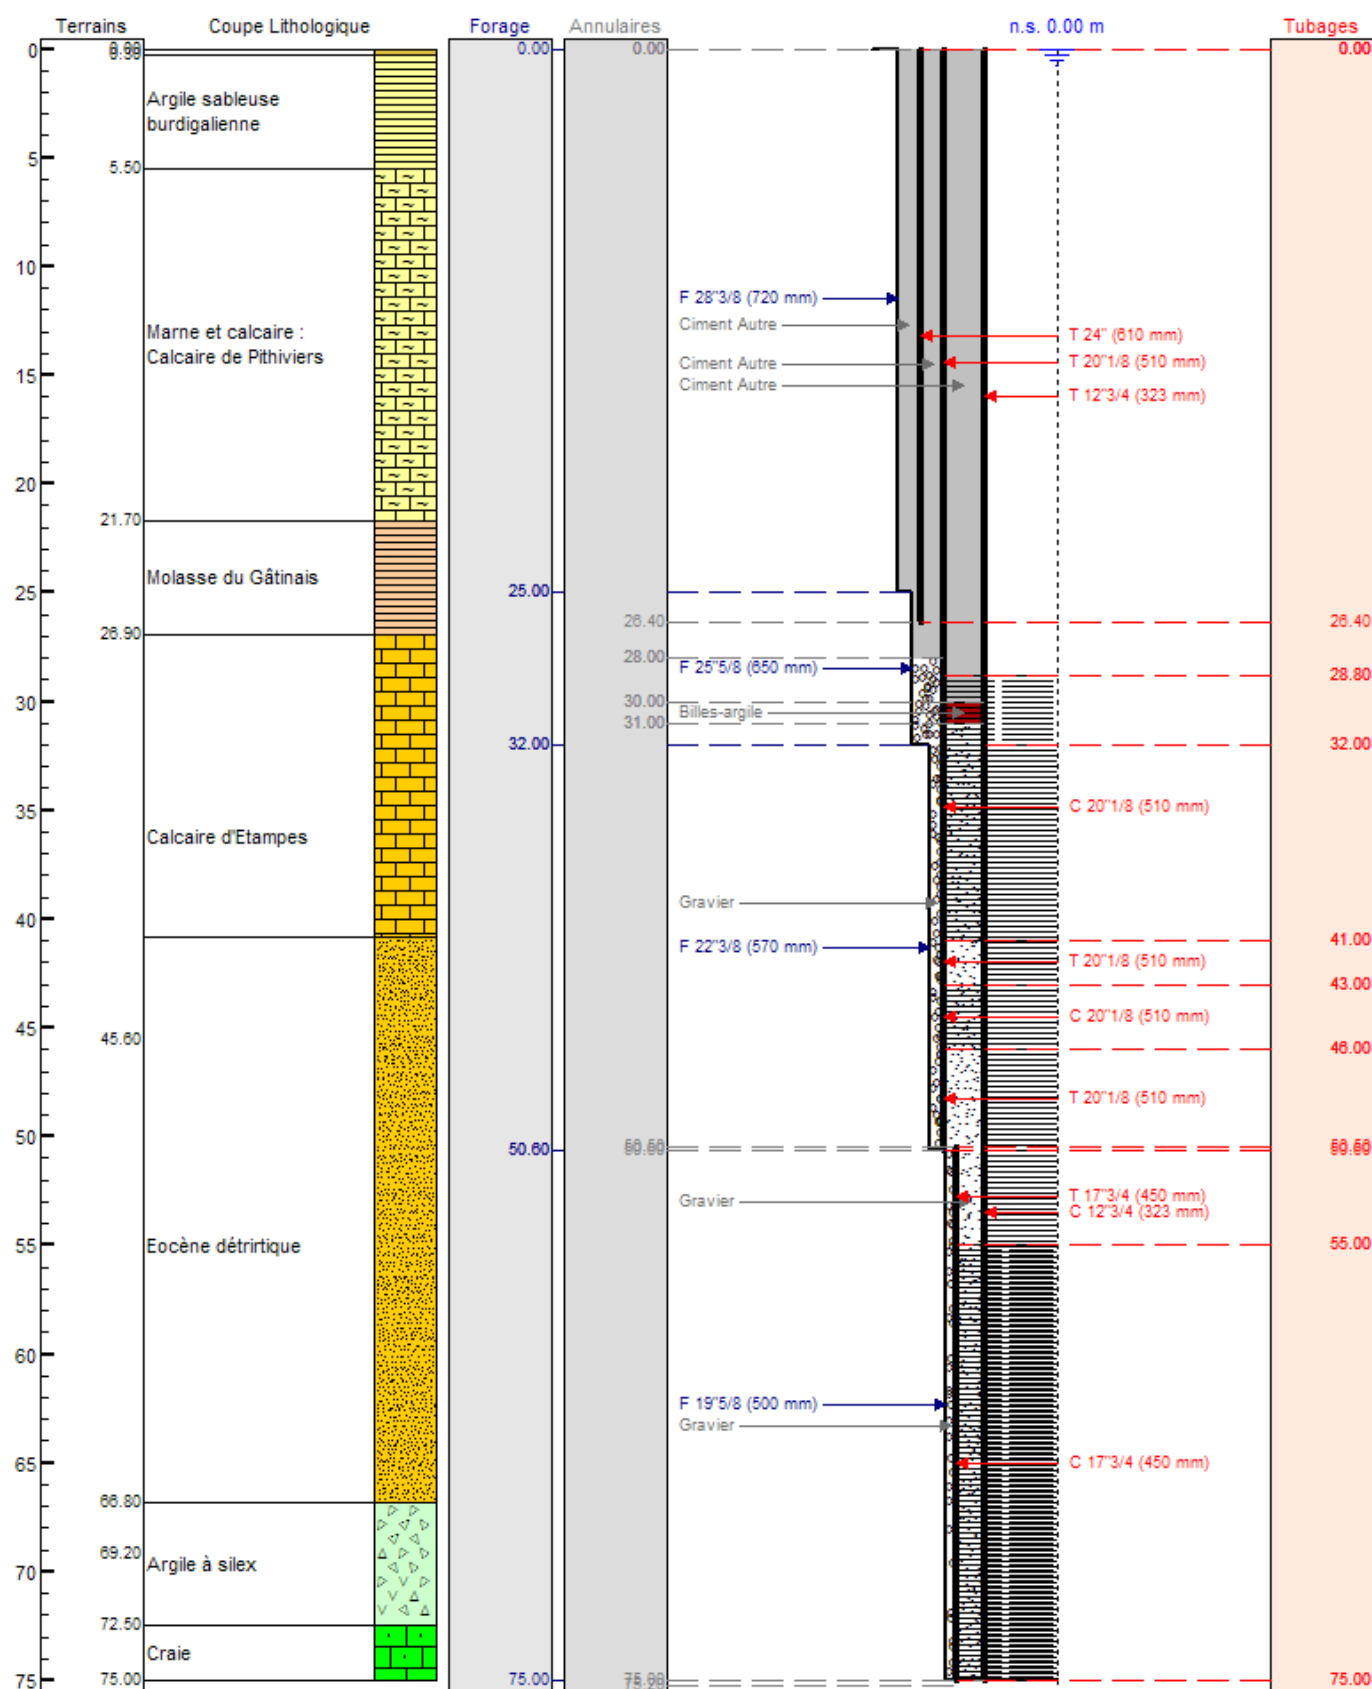 Terrains Coupe Lithologique Forage Annulaires n.s. 0.00 m Tubages
0 0.00 0.00 0.00
Argile sableuse
burdigalienne
5
5.50
10
F 28"3/8 (720 mm)
Ciment Autre
Marne et calcaire :
Calcaire de Pithiviers
T 24" (610 mm)
Ciment Autre
T 20"1/8 (510 mm)
15
Ciment Autre
T 12"3/4 (323 mm)
20
21.70
Molasse du Gâtinais
25
25.00
26.40 26.40
26.90
28.00
F 25"5/8 (650 mm)
28.80
30
30.00
Billes-argile
31.00
32.00 32.00
35
C 20"1/8 (510 mm)
Calcaire d'Etampes
Gravier
40
41.00
F 22"3/8 (570 mm)
T 20"1/8 (510 mm)
43.00
C 20"1/8 (510 mm)
45
45.60
46.00
T 20"1/8 (510 mm)
50
50.60
T 17"3/4 (450 mm)
Gravier
C 12"3/4 (323 mm)
55
Eocène détrirtique
55.00
60
F 19"5/8 (500 mm)
Gravier
65
C 17"3/4 (450 mm)
66.80
69.20
Argile à silex
70
72.50
Craie
75
75.00 75.00 75.00